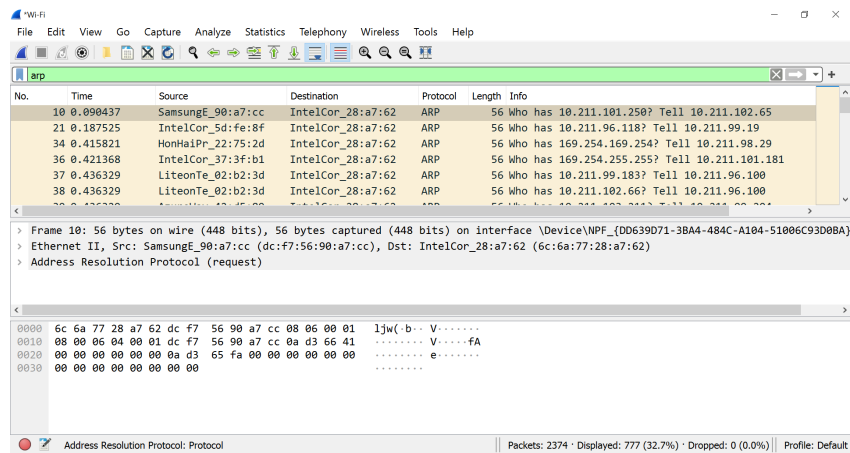 *Wi-Fi
File Edit View Go Capture Analyze Statistics Telephony Wireless Tools Help
arp
No. Time Source Destination Protocol Length Info
10 0.090437 SamsungE_90:a7:cc IntelCor_28:a7:62 ARP 56 Who has 10.211.101.250? Tell 10.211.102.65
21 0.187525 IntelCor_5d:fe:8f IntelCor_28:a7:62 ARP 56 Who has 10.211.96.118? Tell 10.211.99.19
34 0.415821 HonHaiPr_22:75:2d IntelCor_28:a7:62 ARP 56 Who has 169.254.169.254? Tell 10.211.98.29
36 0.421368 IntelCor_37:3f:b1 IntelCor_28:a7:62 ARP 56 Who has 169.254.255.255? Tell 10.211.101.181
37 0.436329 LiteonTe_02:b2:3d IntelCor_28:a7:62 ARP 56 Who has 10.211.99.183? Tell 10.211.96.100
38 0.436329 LiteonTe_02:b2:3d IntelCor_28:a7:62 ARP 56 Who has 10.211.102.66? Tell 10.211.96.100
Frame 10: 56 bytes on wire (448 bits), 56 bytes captured (448 bits) on interface \Device\NPF_{DD639D71-3BA4-484C-A104-51006C93D0BA}
Ethernet II, Src: SamsungE_90:a7:cc (dc:f7:56:90:a7:cc), Dst: IntelCor_28:a7:62 (6c:6a:77:28:a7:62)
Address Resolution Protocol (request)
0000 6c 6a 77 28 a7 62 dc f7 56 90 a7 cc 08 06 00 01 ljw(·b·· V·······
0010 08 00 06 04 00 01 dc f7 56 90 a7 cc 0a d3 66 41 ········ V·····fA
0020 00 00 00 00 00 00 0a d3 65 fa 00 00 00 00 00 00 ········ e·······
0030 00 00 00 00 00 00 00 00 ········
Address Resolution Protocol: Protocol Packets: 2374 · Displayed: 777 (32.7%) · Dropped: 0 (0.0%) Profile: Default